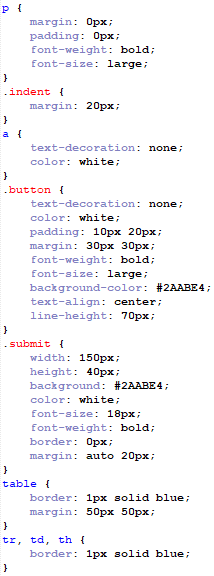 p {
    margin: 0px;
    padding: 0px;
    font-weight: bold;
    font-size: large;
}
.indent {
    margin: 20px;
}
a {
    text-decoration: none;
    color: white;
}
.button {
    text-decoration: none;
    color: white;
    padding: 10px 20px;
    margin: 30px 30px;
    font-weight: bold;
    font-size: large;
    background-color: #2AABE4;
    text-align: center;
    line-height: 70px;
}
.submit {
    width: 150px;
    height: 40px;
    background: #2AABE4;
    color: white;
    font-size: 18px;
    font-weight: bold;
    border: 0px;
    margin: auto 20px;
}
table {
    border: 1px solid blue;
    margin: 50px 50px;
}
tr, td, th {
    border: 1px solid blue;
}